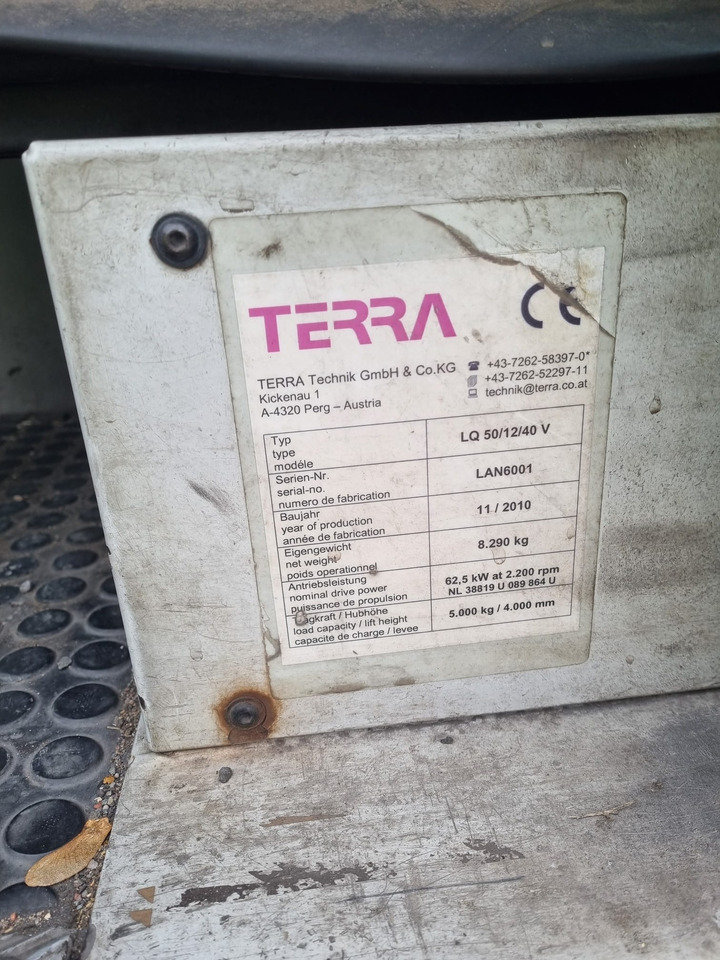 TERRA
CE
TERRA Technik GmbH & Co.KG
Kickenau 1
A-4320 Perg – Austria
+43-7262-58397-0*
+43-7262-52297-11
technik@terra.co.at
Typ
type
modéle
LQ 50/12/40 V
Serien-Nr.
serial-no.
numero de fabrication
LAN6001
Baujahr
year of production
année de fabrication
11 / 2010
Eigengewicht
net weight
poids operationnel
8.290 kg
Antriebsleistung
nominal drive power
puissance de propulsion
62,5 kW at 2.200 rpm
NL 38819 U 089 864 U
Tragkraft / Hubhöhe
load capacity / lift height
capacite de charge / levee
5.000 kg / 4.000 mm